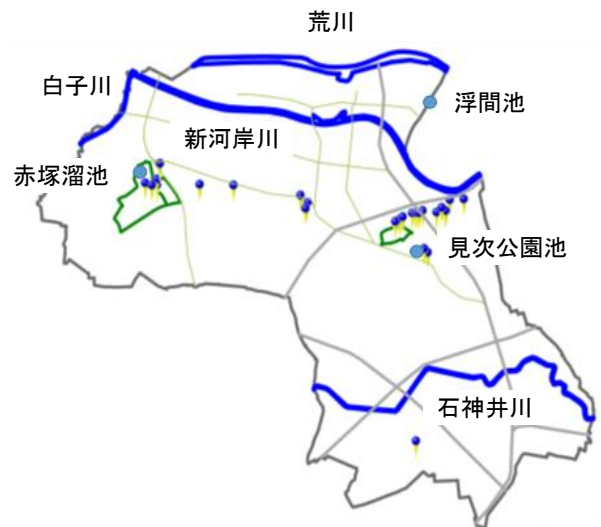 荒川
白子川
浮間池
新河岸川
赤塚溜池
見次公園池
石神井川